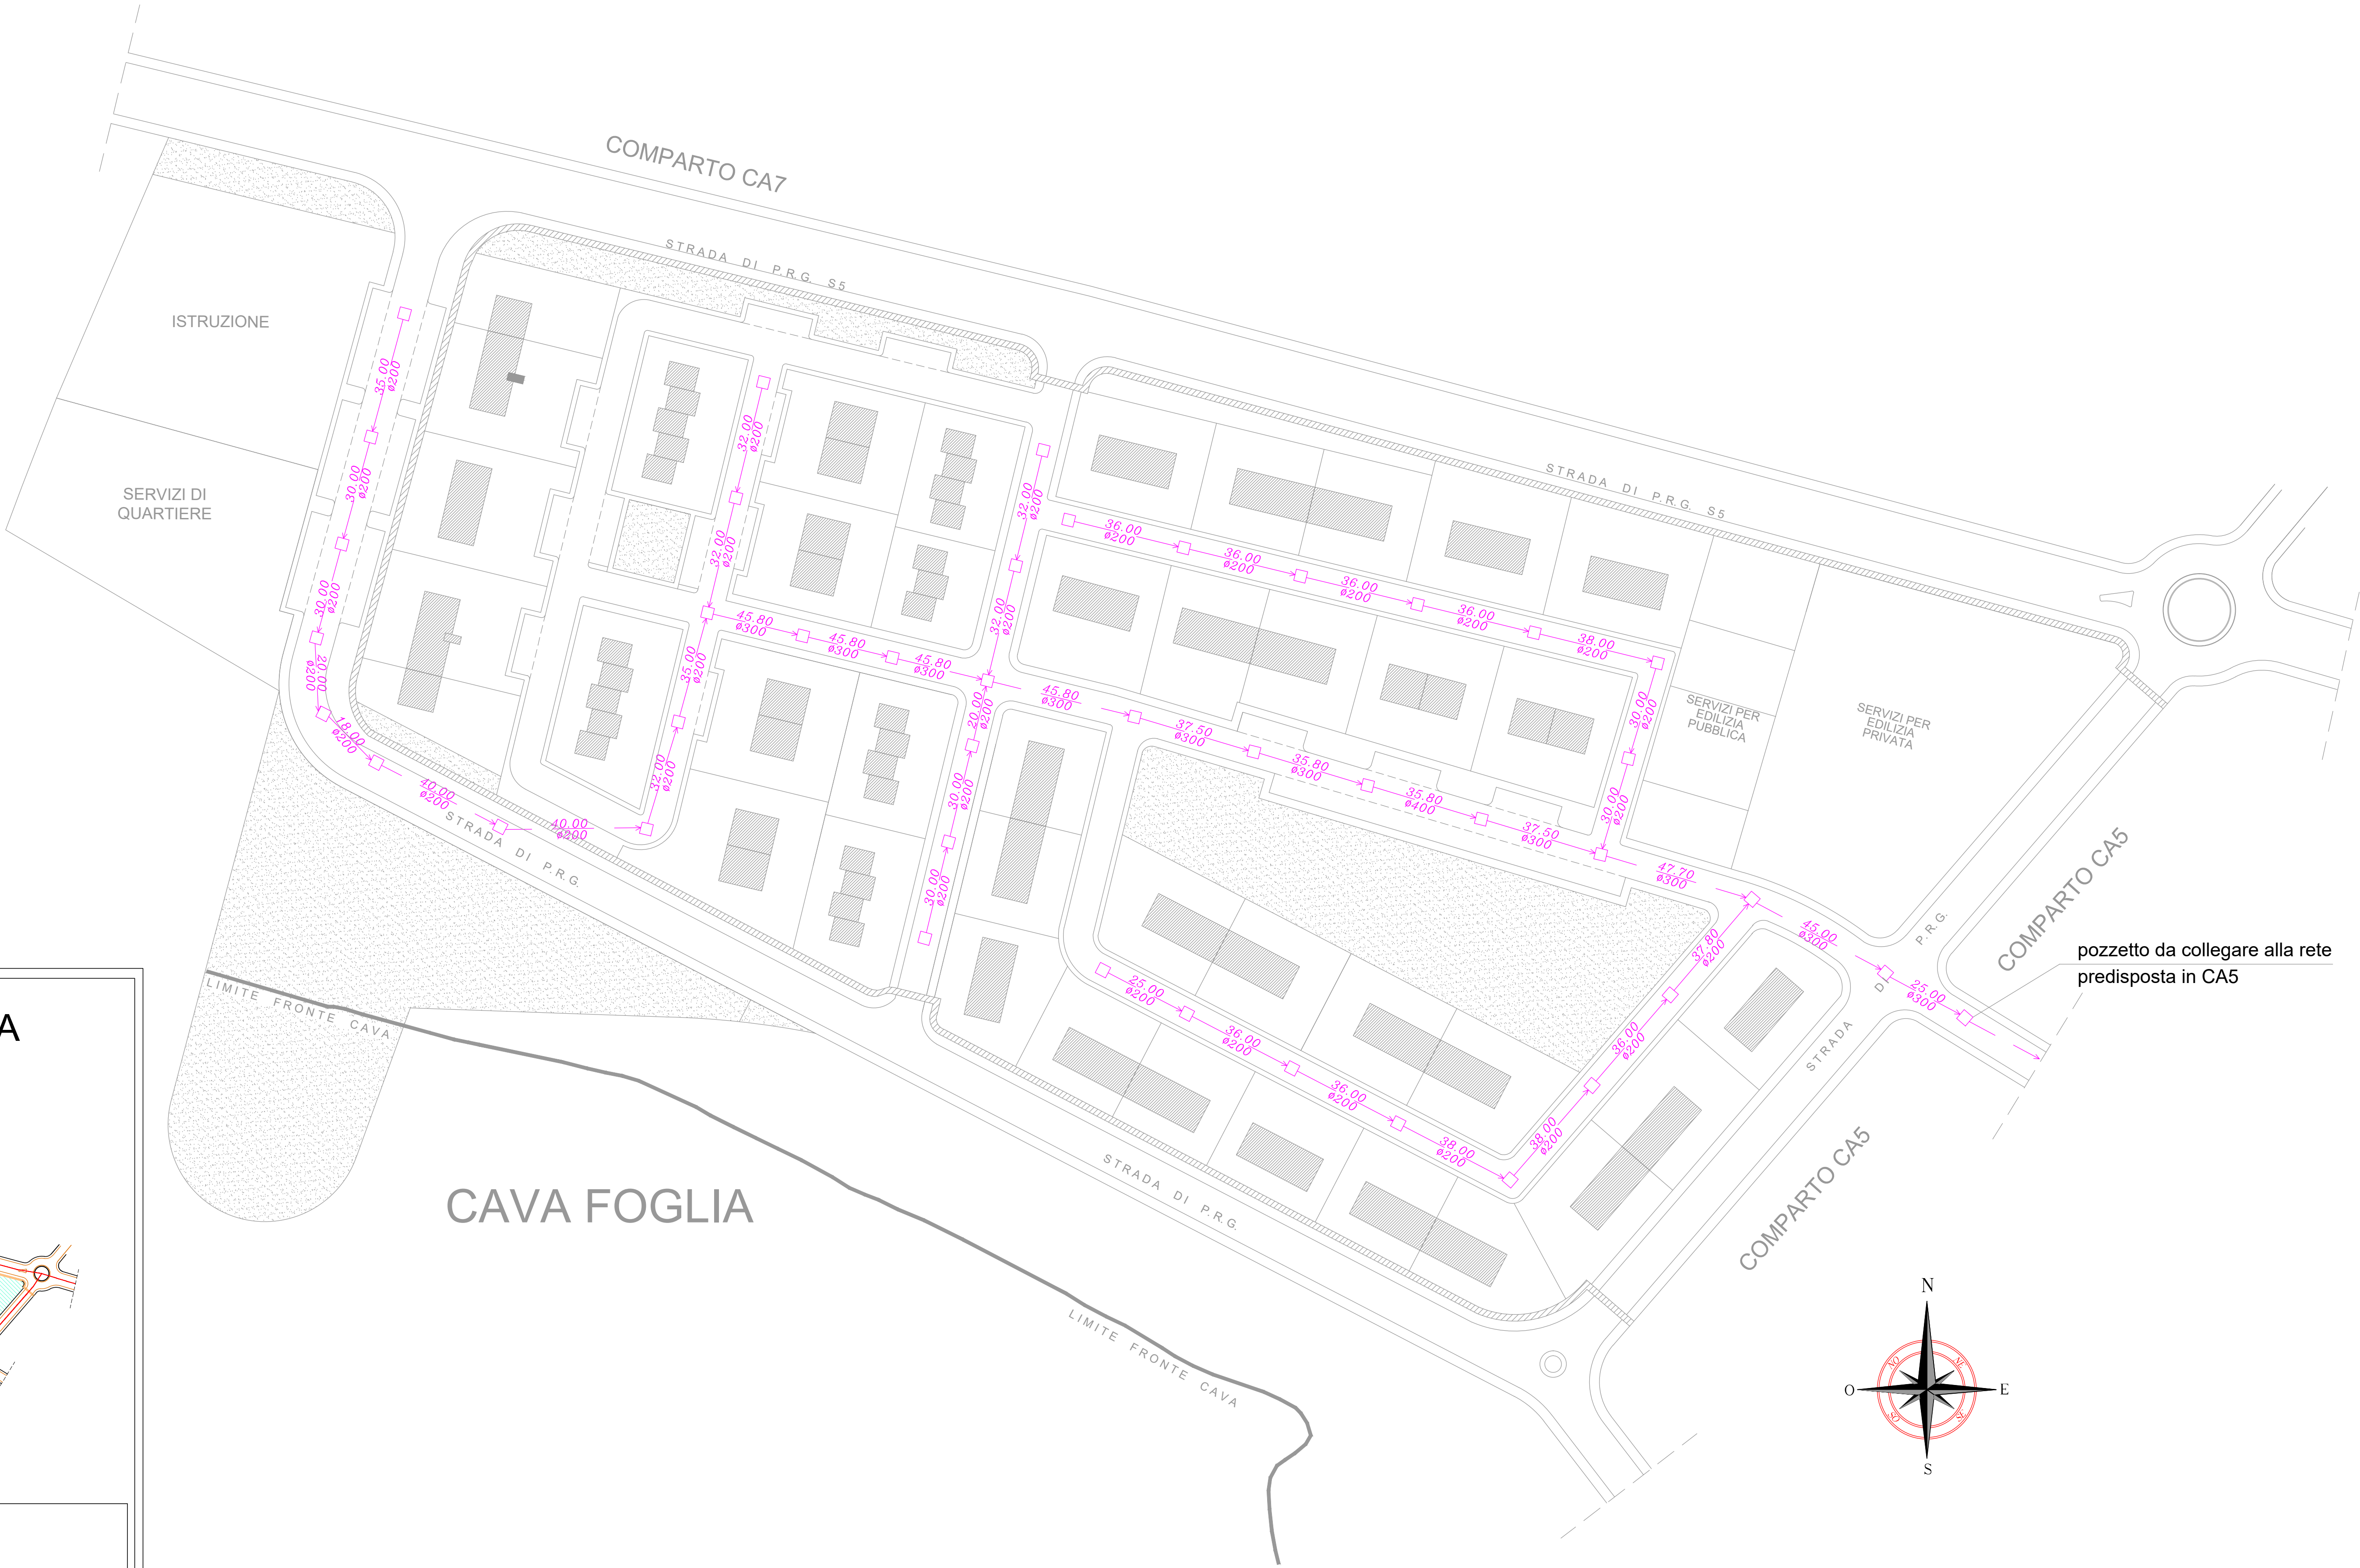 COMPARTO CA7
STRADA DI P.R.G. S5
ISTRUZIONE
SERVIZI DI
QUARTIERE
35.00
ø200
30.00
ø200
30.00
ø200
20.00
ø200
18.00
ø200
40.00
ø200
40.00
ø200
32.00
ø200
35.00
ø200
32.00
ø200
32.00
ø200
45.80
ø300
45.80
ø300
45.80
ø300
32.00
ø200
32.00
ø200
20.00
ø200
30.00
ø200
30.00
ø200
STRADA DI P.R.G. S5
36.00
ø200
36.00
ø200
36.00
ø200
36.00
ø200
38.00
ø200
30.00
ø200
30.00
ø200
45.80
ø300
37.50
ø300
35.80
ø300
35.80
ø400
37.50
ø300
47.70
ø300
45.00
ø300
25.00
ø300
SERVIZI PER
EDILIZIA
PUBBLICA
SERVIZI PER
EDILIZIA
PRIVATA
25.00
ø200
36.00
ø200
36.00
ø200
38.00
ø200
38.00
ø200
36.00
ø200
37.80
ø200
STRADA DI P.R.G.
COMPARTO CA5
pozzetto da collegare alla rete
predisposta in CA5
STRADA DI P.R.G.
LIMITE FRONTE CAVA
A
CAVA FOGLIA
STRADA DI P.R.G.
COMPARTO CA5
LIMITE FRONTE CAVA
N
NO
NE
O
E
SO
SE
S